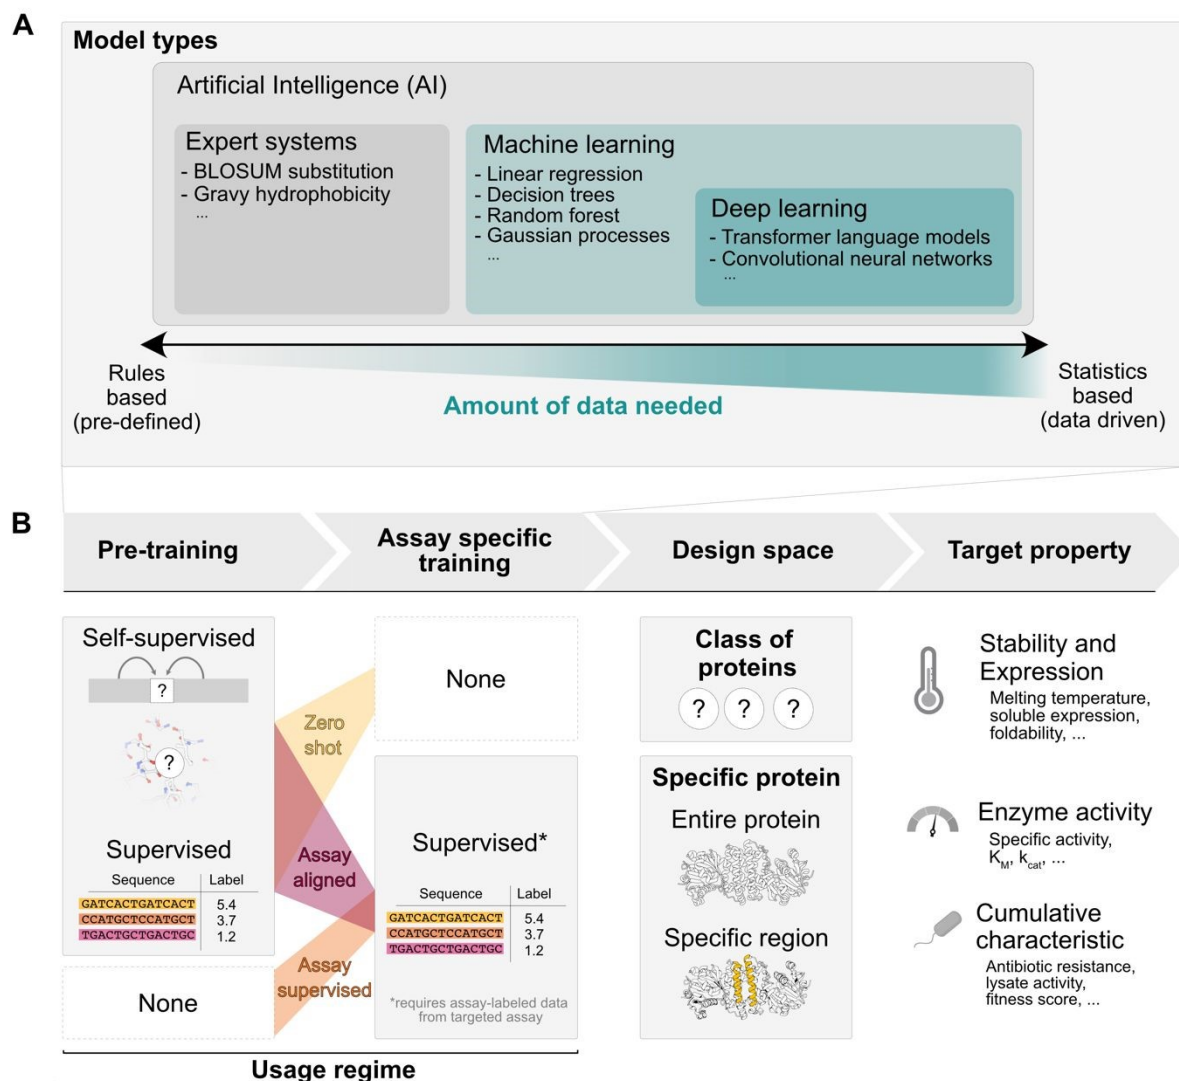 A
Model types
Artificial Intelligence (AI)
Expert systems
- BLOSUM substitution
- Gravy hydrophobicity
...
Machine learning
- Linear regression
- Decision trees
- Random forest
- Gaussian processes
...
Deep learning
- Transformer language models
- Convolutional neural networks
...
Rules
based
(pre-defined)
Amount of data needed
Statistics
based
(data driven)
B
Pre-training
Assay specific
training
Design space
Target property
Self-supervised
?
?
Supervised
Sequence Label
GATCACTGATCACT 5.4
CCATGCTCCATGCT 3.7
TGACTGCTGACTGC 1.2
None
Zero
shot
Assay
aligned
Assay
supervised
None
Supervised*
Sequence Label
GATCACTGATCACT 5.4
CCATGCTCCATGCT 3.7
TGACTGCTGACTGC 1.2
*requires assay-labeled data
from targeted assay
Usage regime
Class of
proteins
? ? ?
Specific protein
Entire protein
Specific region
Stability and
Expression
Melting temperature,
soluble expression,
foldability, ...
Enzyme activity
Specific activity,
KM, kcat, ...
Cumulative
characteristic
Antibiotic resistance,
lysate activity,
fitness score, ...